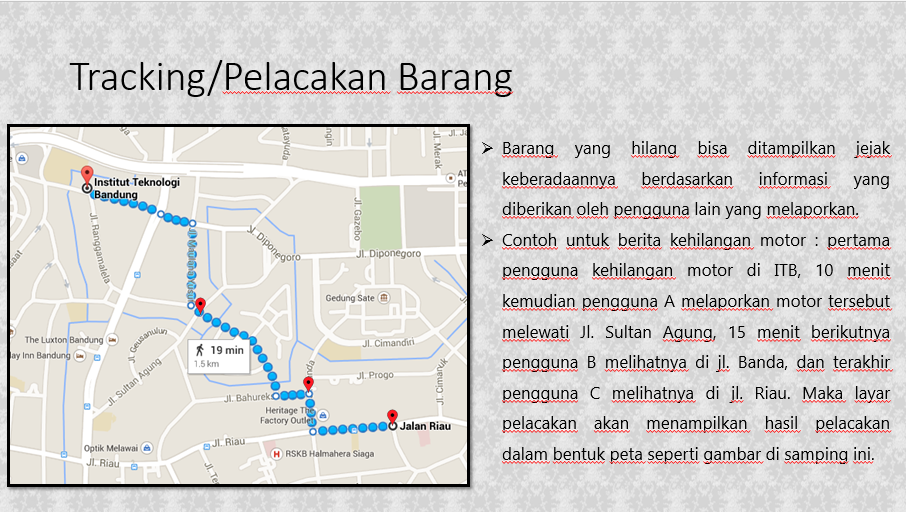 Tracking/Pelacakan Barang
Institut Teknologi
Bandung
Jl. Ranggamalela
Jl. Diponegoro
Jl. Gazebo
Jl. Merak
Jl. Diponegoro
Gedung Sate
Jl. Cimandiri
Jl. Progo
The Luxton Bandung
Inn Bandung
Jl. Sultan Agung
19 min
1.5 km
Heritage The
Factory Outlet
Jalan Riau
Jl. Riau
Optik Melawai
Jl. Riau
RSKB Halmahera Siaga
Barang yang hilang bisa ditampilkan jejak
keberadaannya berdasarkan informasi yang
diberikan oleh pengguna lain yang melaporkan.
Contoh untuk berita kehilangan motor : pertama
pengguna kehilangan motor di ITB, 10 menit
kemudian pengguna A melaporkan motor tersebut
melewati Jl. Sultan Agung, 15 menit berikutnya
pengguna B melihatnya di jl. Banda, dan terakhir
pengguna C melihatnya di jl. Riau. Maka layar
pelacakan akan menampilkan hasil pelacakan
dalam bentuk peta seperti gambar di samping ini.